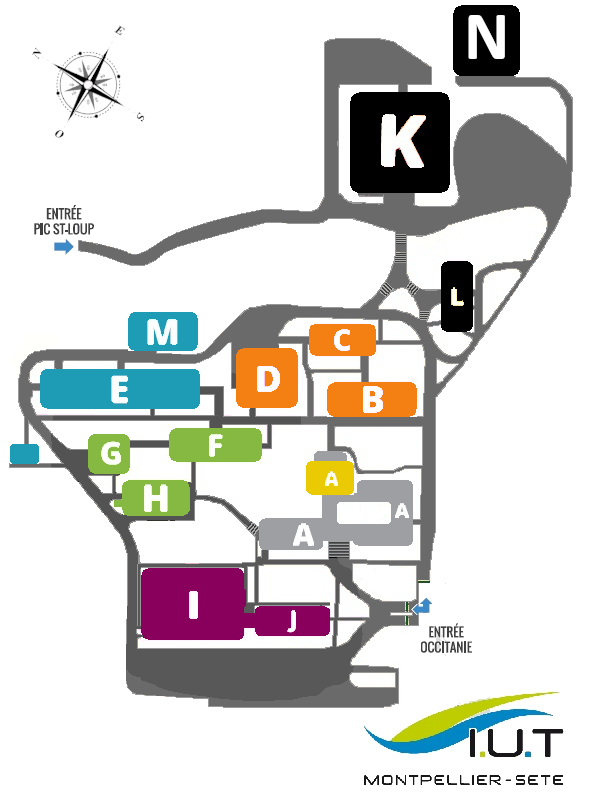 N
E
N
K
S
O
ENTRÉE
PIC ST-LOUP
L
M
C
D
E
B
F
G
A
H
A
A
I
J
ENTRÉE
OCCITANIE
I.U.T
MONTPELLIER-SETE